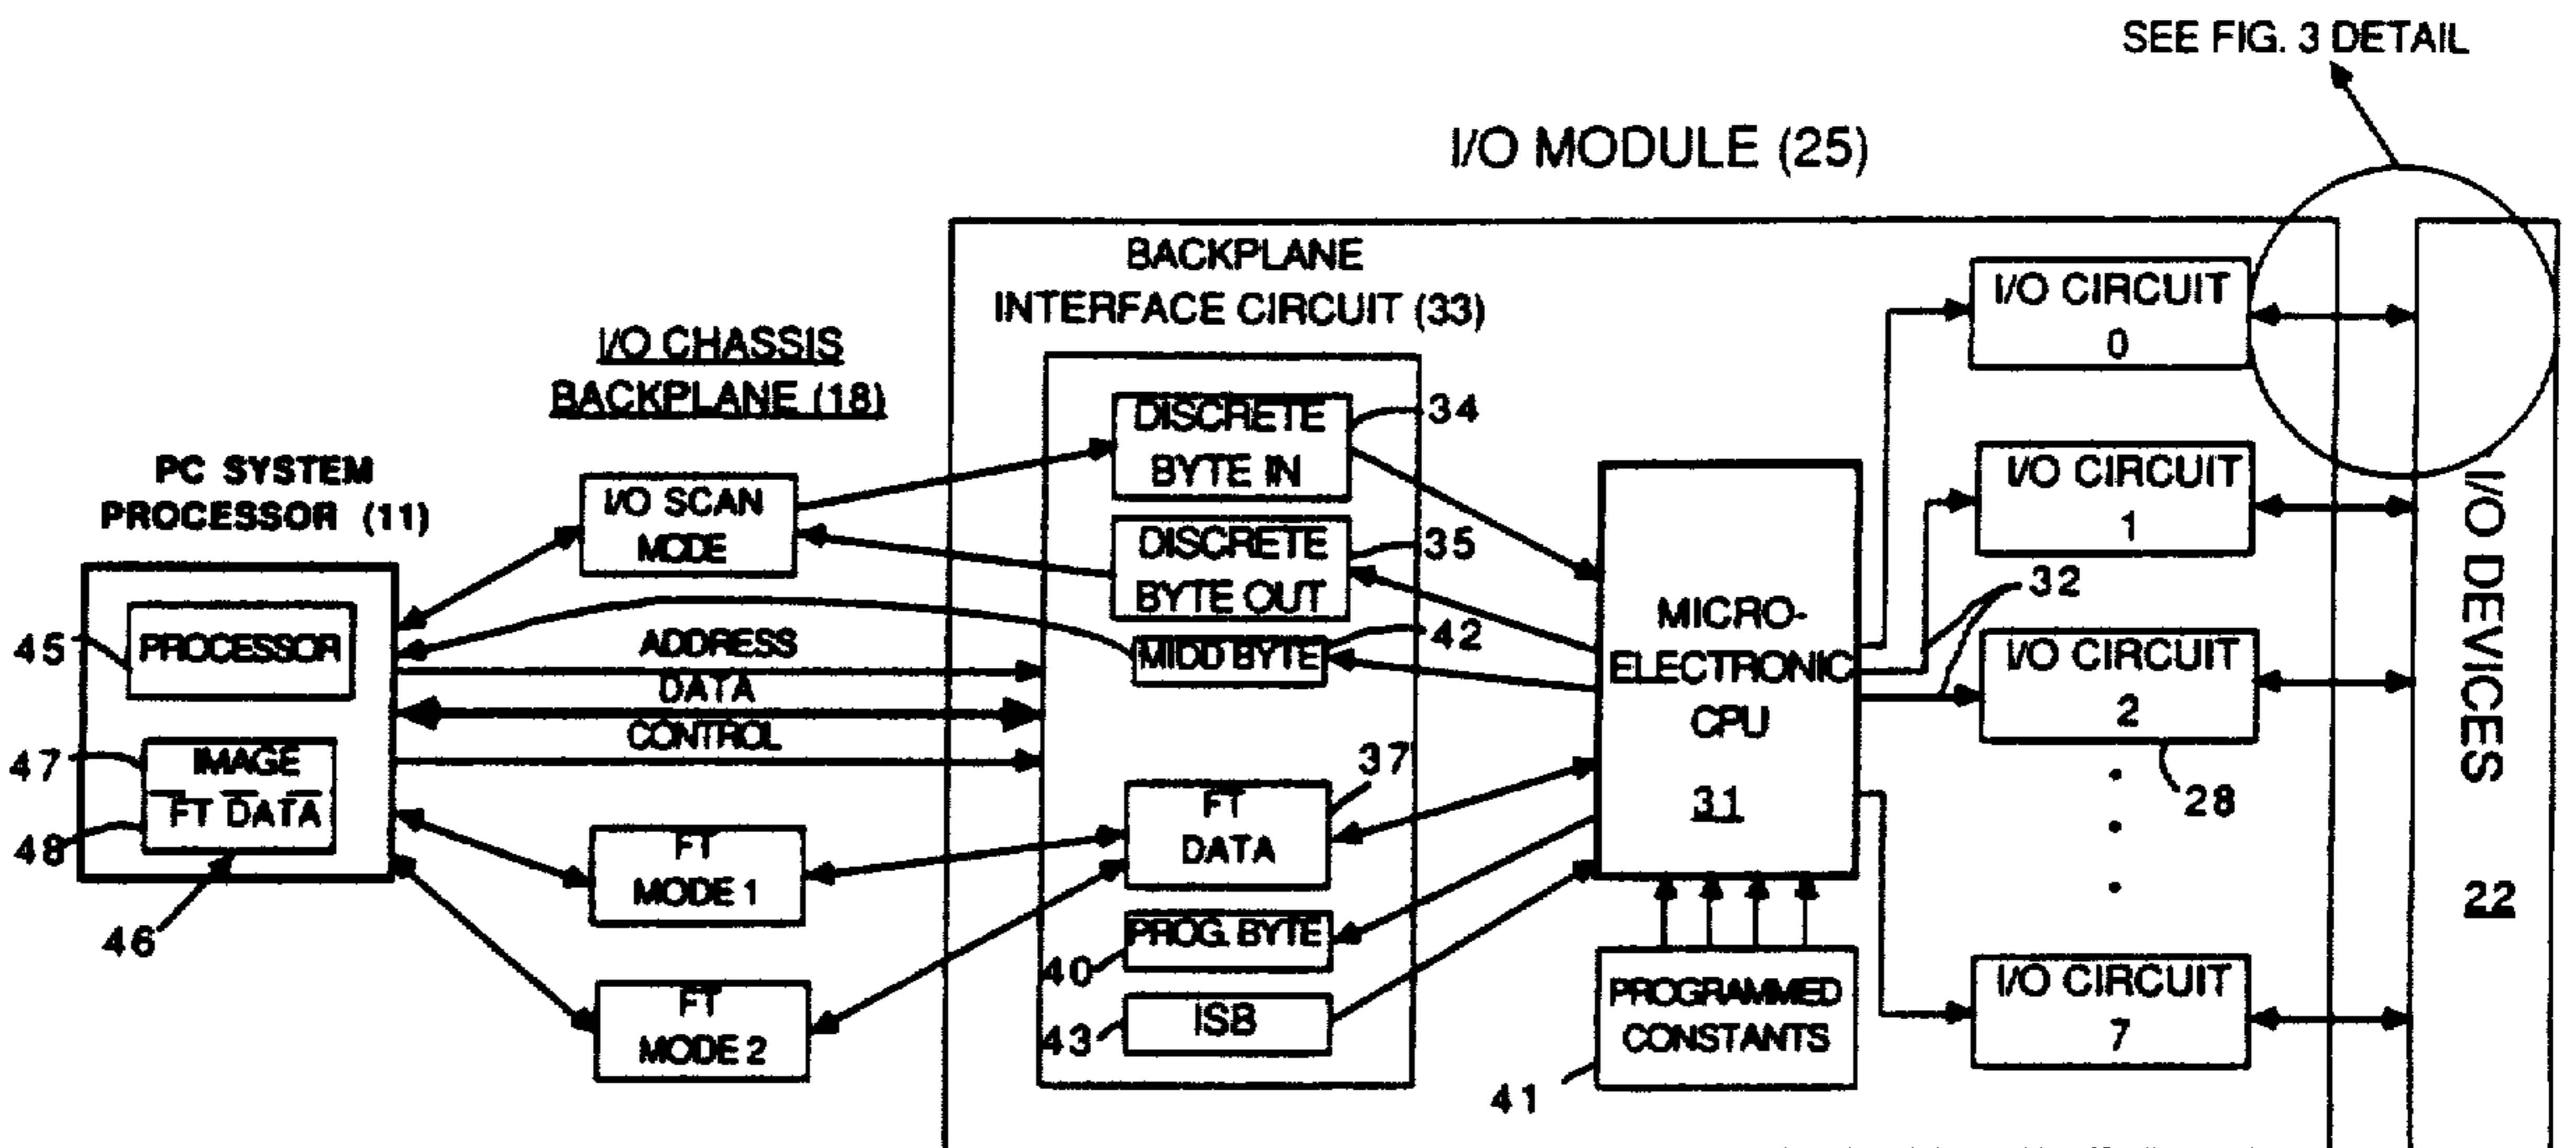 SEE FIG. 3 DETAIL
I/O MODULE (25)
BACKPLANE
INTERFACE CIRCUIT (33)
I/O CHASSIS
BACKPLANE (18)
PC SYSTEM
PROCESSOR (11)
45
PROCESSOR
47
IMAGE
48
FT DATA
46
I/O SCAN
MODE
ADDRESS
DATA
CONTROL
FT
MODE 1
FT
MODE 2
DISCRETE
BYTE IN
34
DISCRETE
BYTE OUT
35
MIDD BYTE
42
FT
DATA
37
PROG. BYTE
40
ISB
43
MICRO-
ELECTRONIC
CPU
31
PROGRAMMED
CONSTANTS
41
I/O CIRCUIT
0
I/O CIRCUIT
1
32
I/O CIRCUIT
2
28
I/O CIRCUIT
7
I/O DEVICES
22